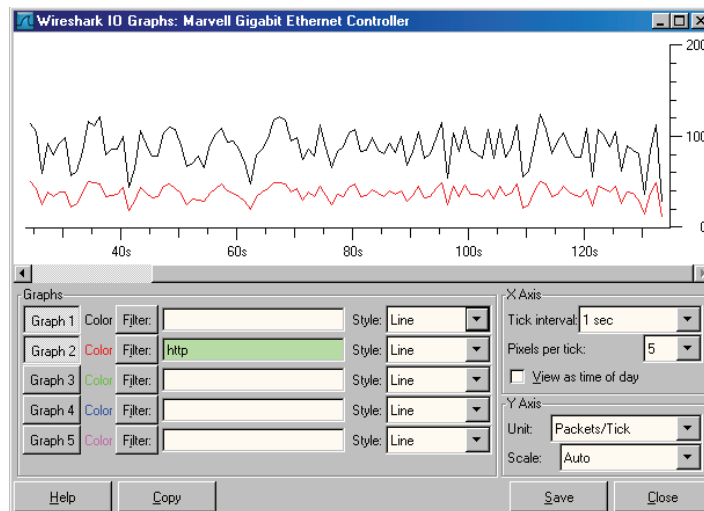 Wireshark IO Graphs: Marvell Gigabit Ethernet Controller
200
100
0
40s 60s 80s 100s 120s
Graphs
Graph 1 Color Filter: Style: Line
Graph 2 Color Filter: http Style: Line
Graph 3 Color Filter: Style: Line
Graph 4 Color Filter: Style: Line
Graph 5 Color Filter: Style: Line
X Axis
Tick interval: 1 sec
Pixels per tick: 5
View as time of day
Y Axis
Unit: Packets/Tick
Scale: Auto
Help Copy Save Close